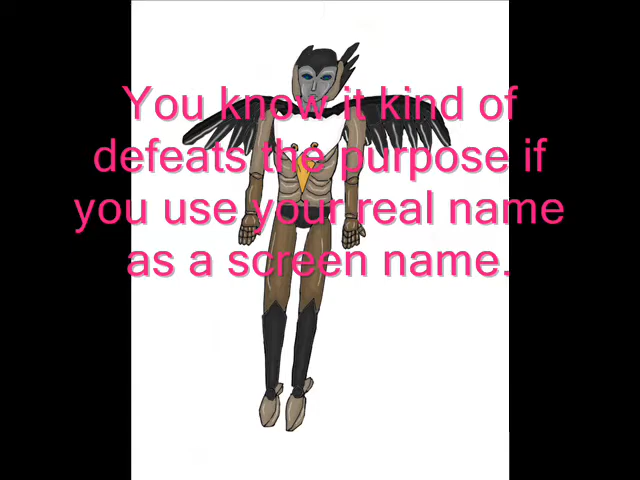 You know it kind of
defeats the purpose if
you use your real name
as a screen name.